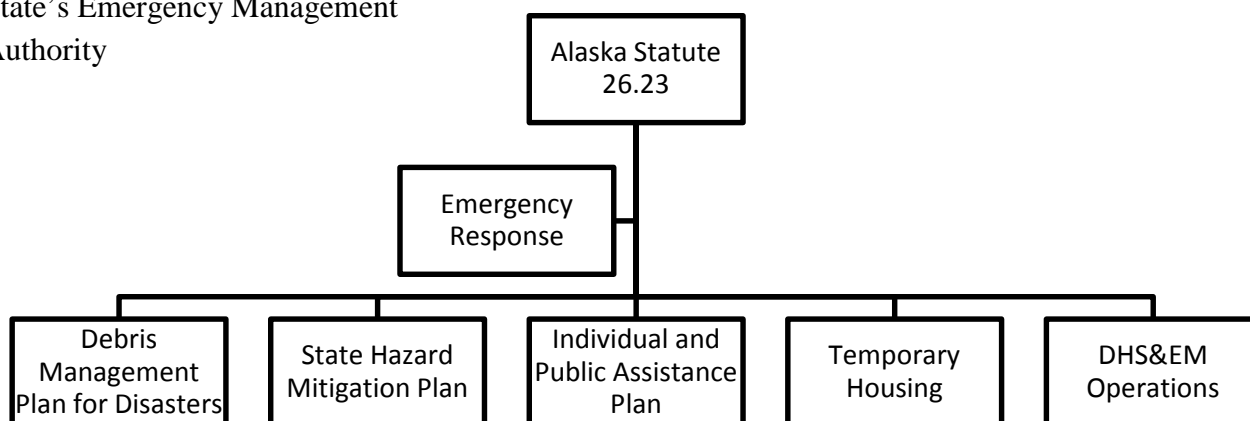 tate's Emergency Management
Authority
Alaska Statute
26.23
Emergency
Response
Debris
Management
Plan for Disasters
State Hazard
Mitigation Plan
Individual and
Public Assistance
Plan
Temporary
Housing
DHS&EM
Operations